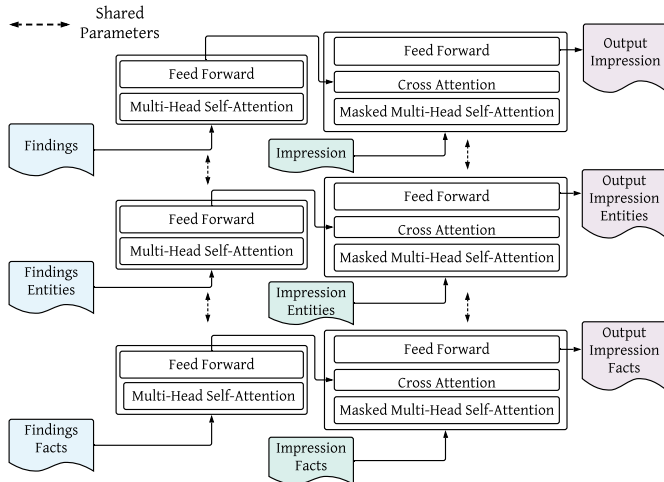 Shared
Parameters
Feed Forward
Multi-Head Self-Attention
Findings
Feed Forward
Cross Attention
Masked Multi-Head Self-Attention
Impression
Output
Impression
Feed Forward
Multi-Head Self-Attention
Findings
Entities
Feed Forward
Cross Attention
Masked Multi-Head Self-Attention
Impression
Entities
Output
Impression
Entities
Feed Forward
Multi-Head Self-Attention
Findings
Facts
Feed Forward
Cross Attention
Masked Multi-Head Self-Attention
Impression
Facts
Output
Impression
Facts